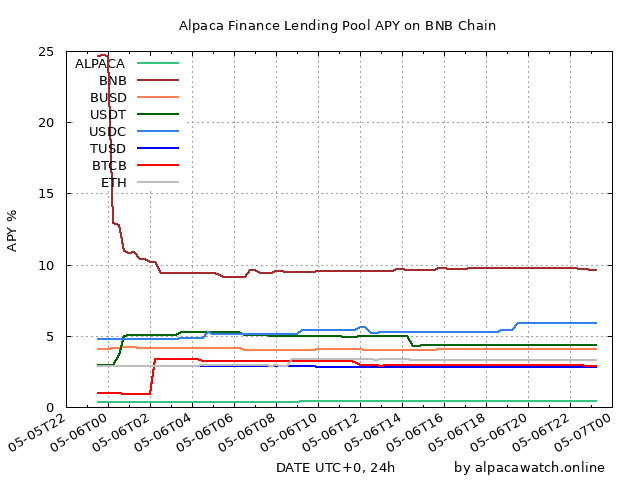 Alpaca Finance Lending Pool APY on BNB Chain
25
20
15
10
5
0
APY %
ALPACA
BNB
BUSD
USDT
USDC
TUSD
BTCB
ETH
05-05T22
05-06T00
05-06T02
05-06T04
05-06T06
05-06T08
05-06T10
05-06T12
05-06T14
05-06T16
05-06T18
05-06T20
05-06T22
05-07T00
DATE UTC+0, 24h
by alpacawatch.online